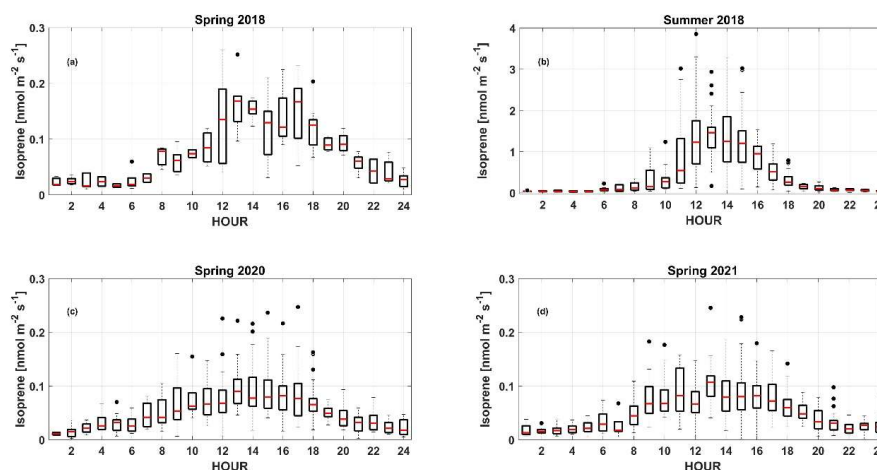 Spring 2018
0.3
0.2
0.1
0
Isoprene [nmol m-2 s-1]
(a)
2 4 6 8 10 12 14 16 18 20 22 24
HOUR
Summer 2018
4
3
2
1
0
Isoprene [nmol m-2 s-1]
(b)
2 4 6 8 10 12 14 16 18 20 22 2
HOUR
Spring 2020
0.3
0.2
0.1
0
Isoprene [nmol m-2 s-1]
(c)
2 4 6 8 10 12 14 16 18 20 22 24
HOUR
Spring 2021
0.3
0.2
0.1
0
Isoprene [nmol m-2 s-1]
(d)
2 4 6 8 10 12 14 16 18 20 22 2
HOUR